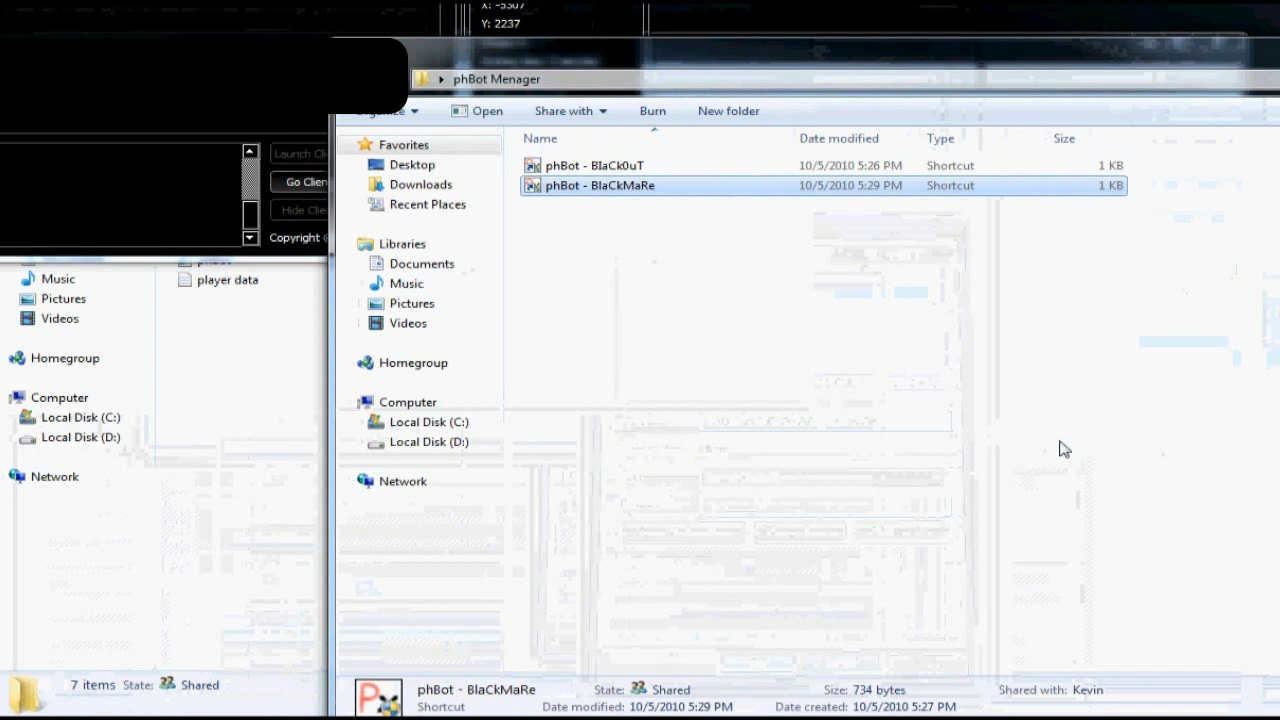 X: -5307
Y: 2237
phBot Menager
Open
Share with
Burn
New folder
Favorites
Desktop
Downloads
Recent Places
Libraries
Documents
Music
Pictures
Videos
Homegroup
Computer
Local Disk (C:)
Local Disk (D:)
Network
Name
Date modified
Type
Size
phBot - BlaCk0uT
10/5/2010 5:26 PM
Shortcut
1 KB
phBot - BlaCkMaRe
10/5/2010 5:29 PM
Shortcut
1 KB
Launch Cli
Go Clien
Hide Clie
Copyright
player data
Music
Pictures
Videos
Homegroup
Computer
Local Disk (C:)
Local Disk (D:)
Network
7 items State: Shared
phBot - BlaCkMaRe
State: Shared
Size: 734 bytes
Shared with: Kevin
Shortcut
Date modified: 10/5/2010 5:29 PM
Date created: 10/5/2010 5:27 PM